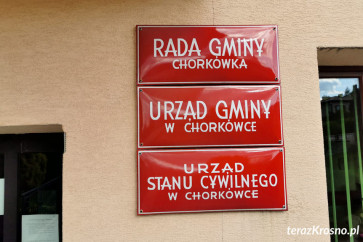 RADA GMINY
CHORKÓWKA
URZĄD GMINY
W CHORKÓWCE
URZĄD
STANU CYWILNEGO
W CHORKÓWCE
terazKrosno.pl